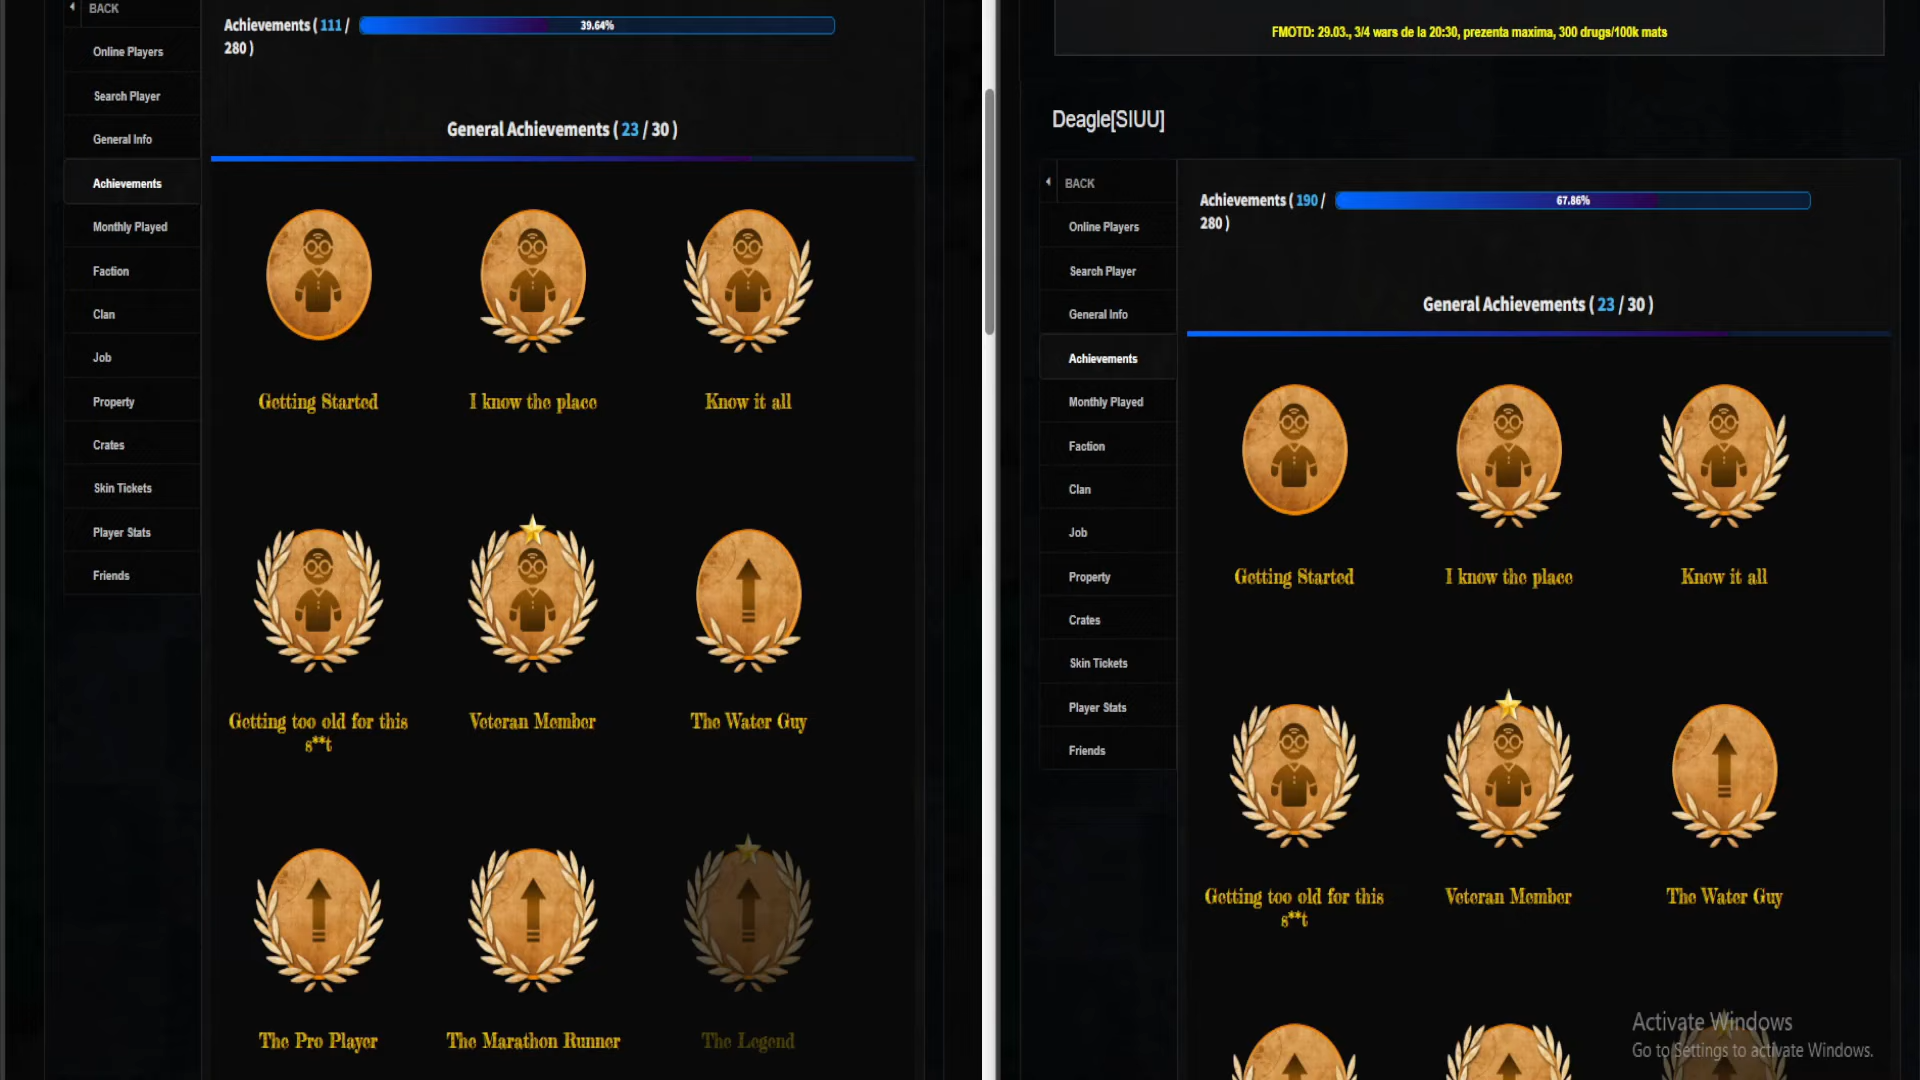 BACK
Online Players
Search Player
General Info
Achievements
Monthly Played
Faction
Clan
Job
Property
Crates
Skin Tickets
Player Stats
Friends
Achievements ( 111 /
280 )
39.64%
General Achievements ( 23 / 30 )
Getting Started
I know the place
Know it all
Getting too old for this
s**t
Veteran Member
The Water Guy
The Pro Player
The Marathon Runner
The Legend
FMOTD: 29.03., 3/4 wars de la 20:30, prezenta maxima, 300 drugs/100k mats
Deagle[SIUU]
BACK
Online Players
Search Player
General Info
Achievements
Monthly Played
Faction
Clan
Job
Property
Crates
Skin Tickets
Player Stats
Friends
Achievements ( 190 /
280 )
67.86%
General Achievements ( 23 / 30 )
Getting Started
I know the place
Know it all
Getting too old for this
s**t
Veteran Member
The Water Guy
Activate Windows
Go to Settings to activate Windows.